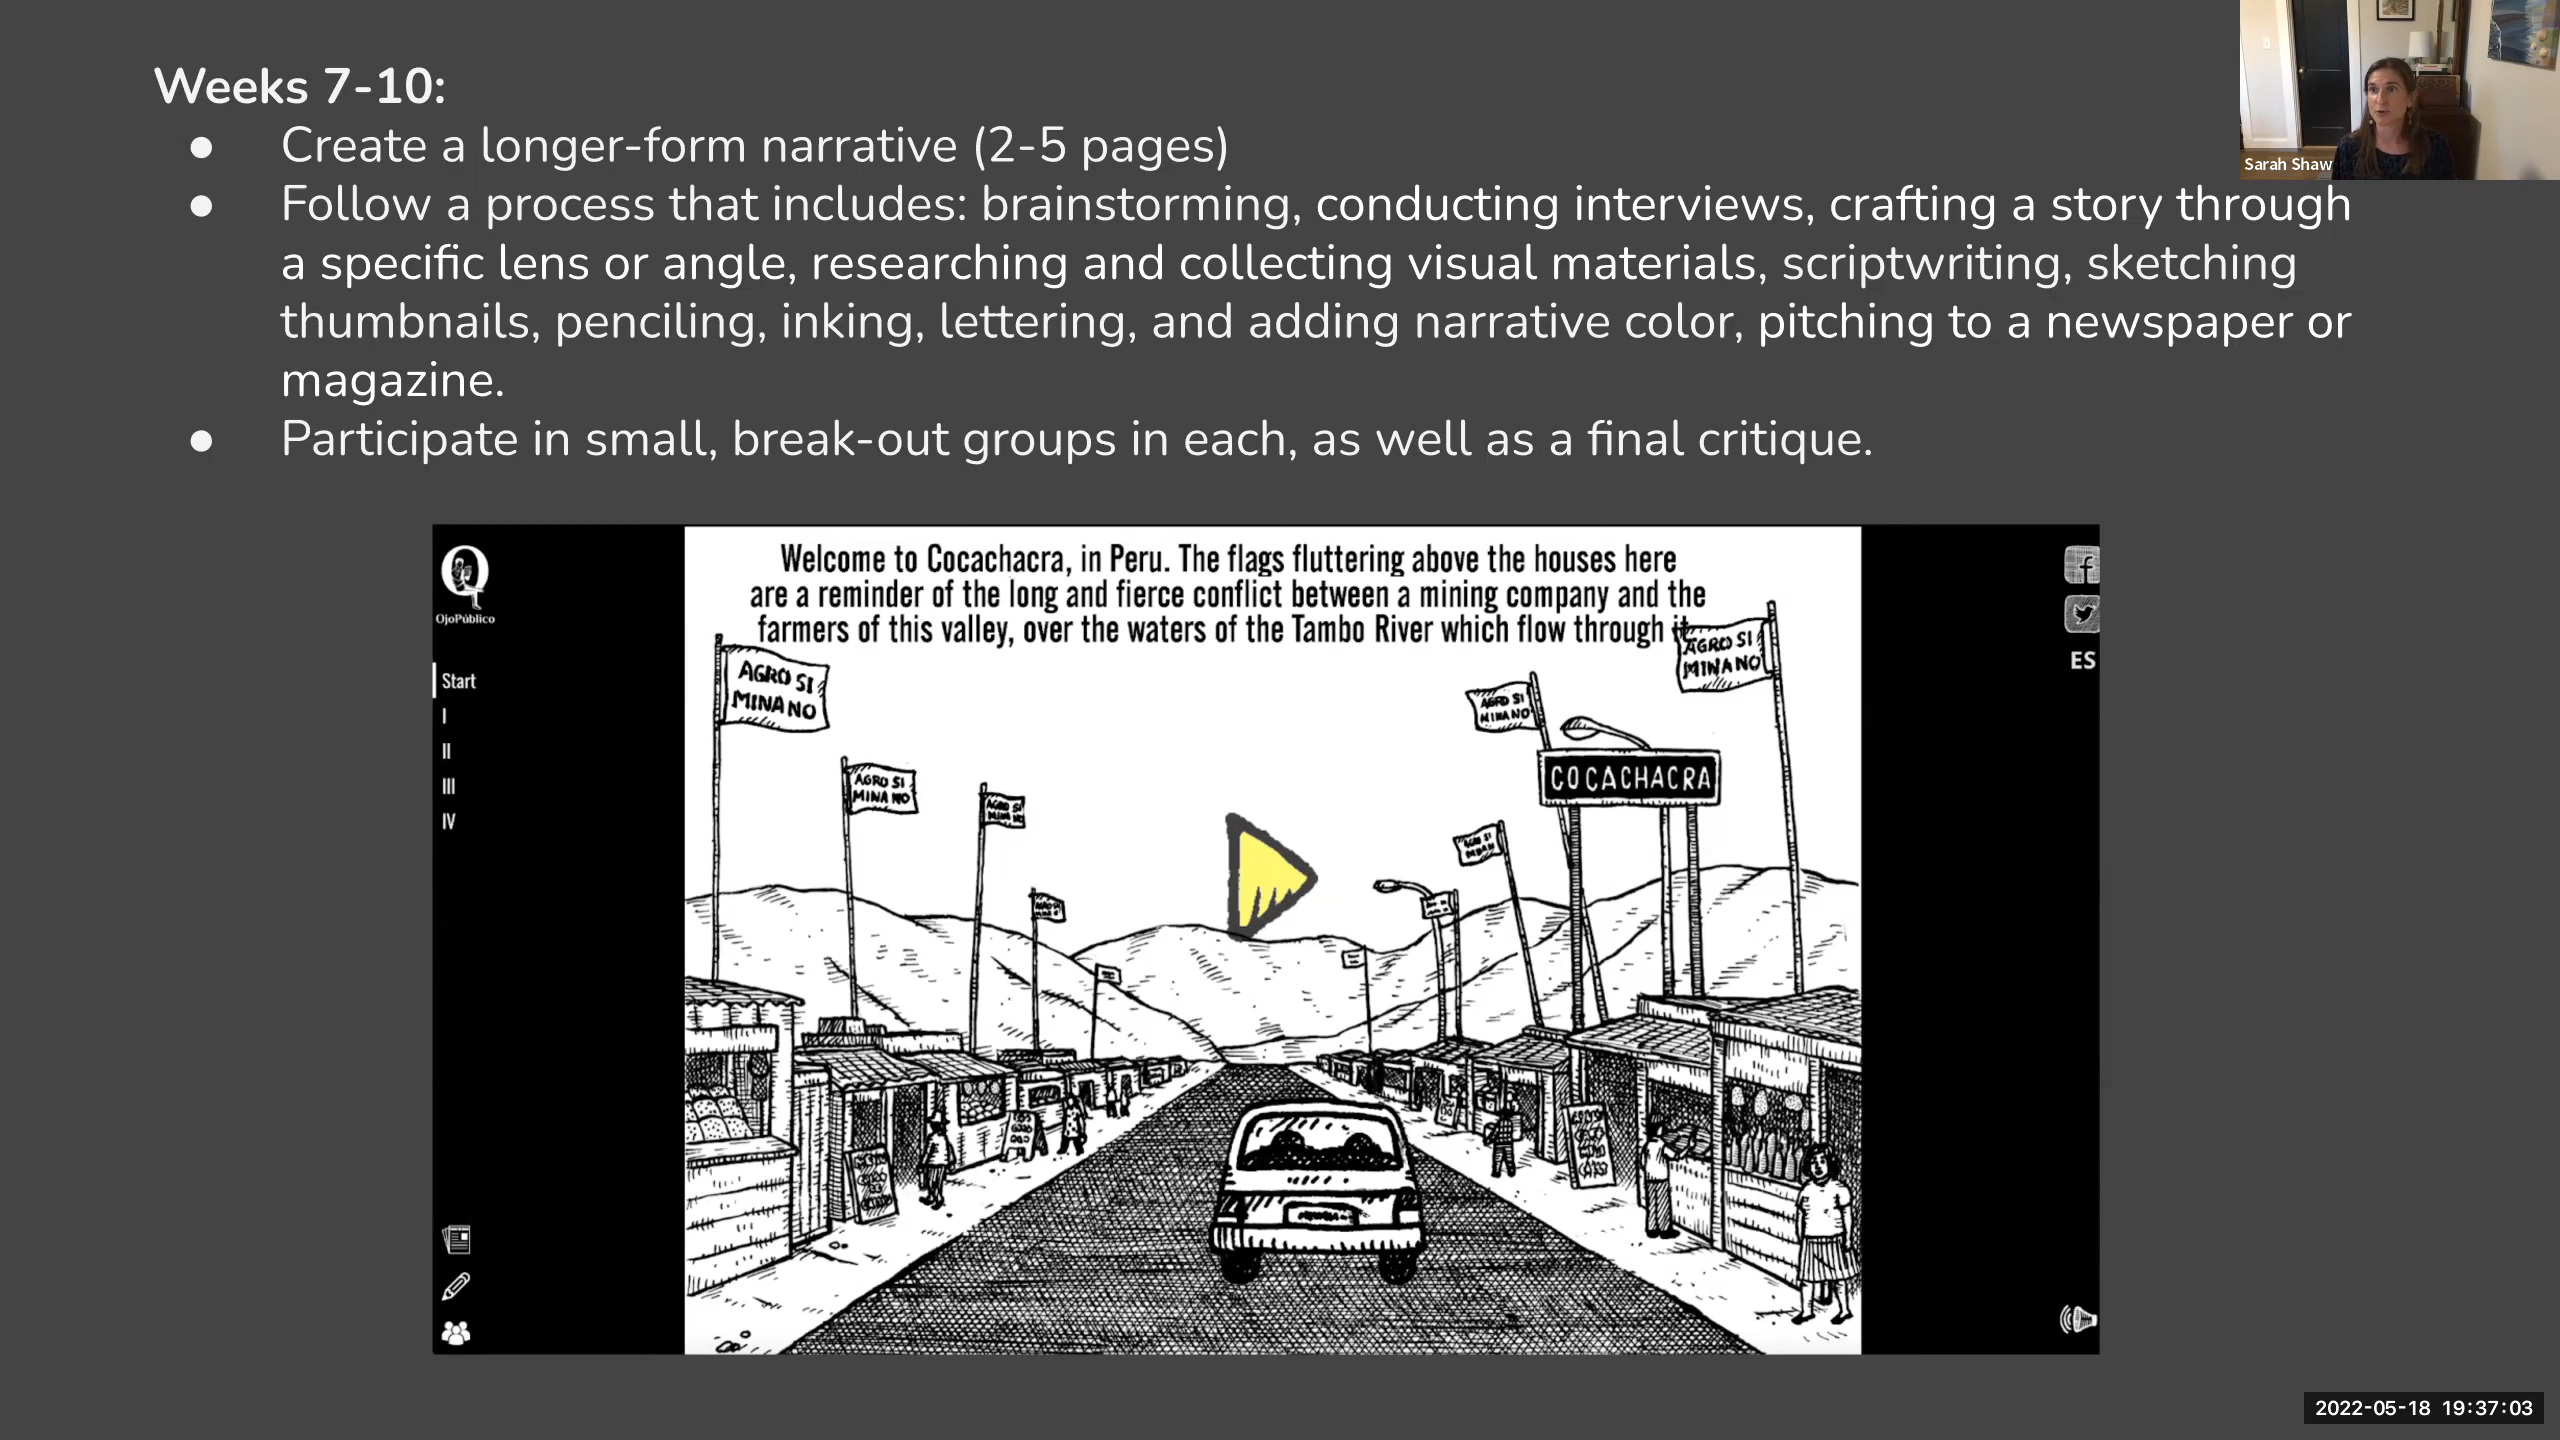 Weeks 7-10:
● Create a longer-form narrative (2-5 pages)
● Follow a process that includes: brainstorming, conducting interviews, crafting a story through
a specific lens or angle, researching and collecting visual materials, scriptwriting, sketching
thumbnails, penciling, inking, lettering, and adding narrative color, pitching to a newspaper or
magazine.
● Participate in small, break-out groups in each, as well as a final critique.
Sarah Shaw
OjoPúblico
Start
I
II
III
IV
Welcome to Cocachacra, in Peru. The flags fluttering above the houses here
are a reminder of the long and fierce conflict between a mining company and the
farmers of this valley, over the waters of the Tambo River which flow through it.
AGRO SI
MINA NO
AGRO SI
MINA NO
AGRO SI
MINA NO
AGRO SI
MINA NO
AGRO SI
MINA NO
COCACHACRA
ES
2022-05-18 19:37:03